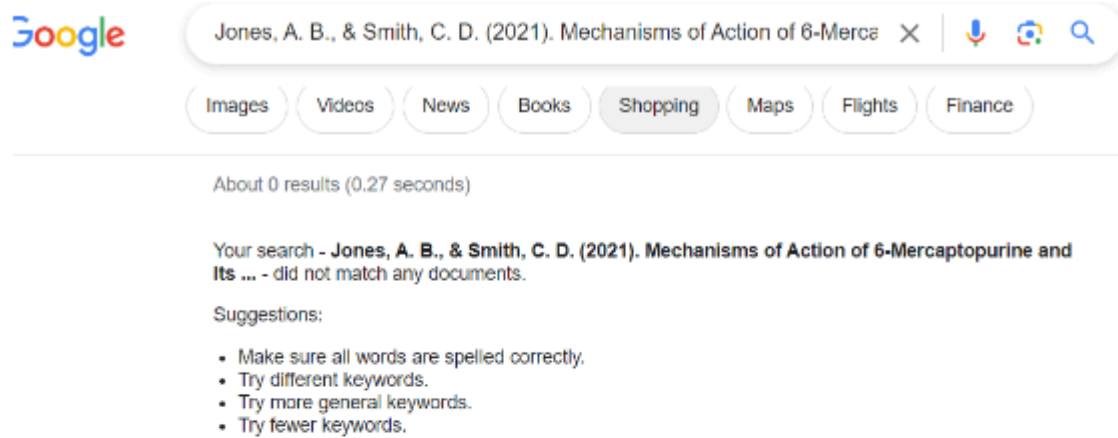 Google
Jones, A. B., & Smith, C. D. (2021). Mechanisms of Action of 6-Merca
Images Videos News Books Shopping Maps Flights Finance
About 0 results (0.27 seconds)
Your search - Jones, A. B., & Smith, C. D. (2021). Mechanisms of Action of 6-Mercaptopurine and
Its ... - did not match any documents.
Suggestions:
• Make sure all words are spelled correctly.
• Try different keywords.
• Try more general keywords.
• Try fewer keywords.